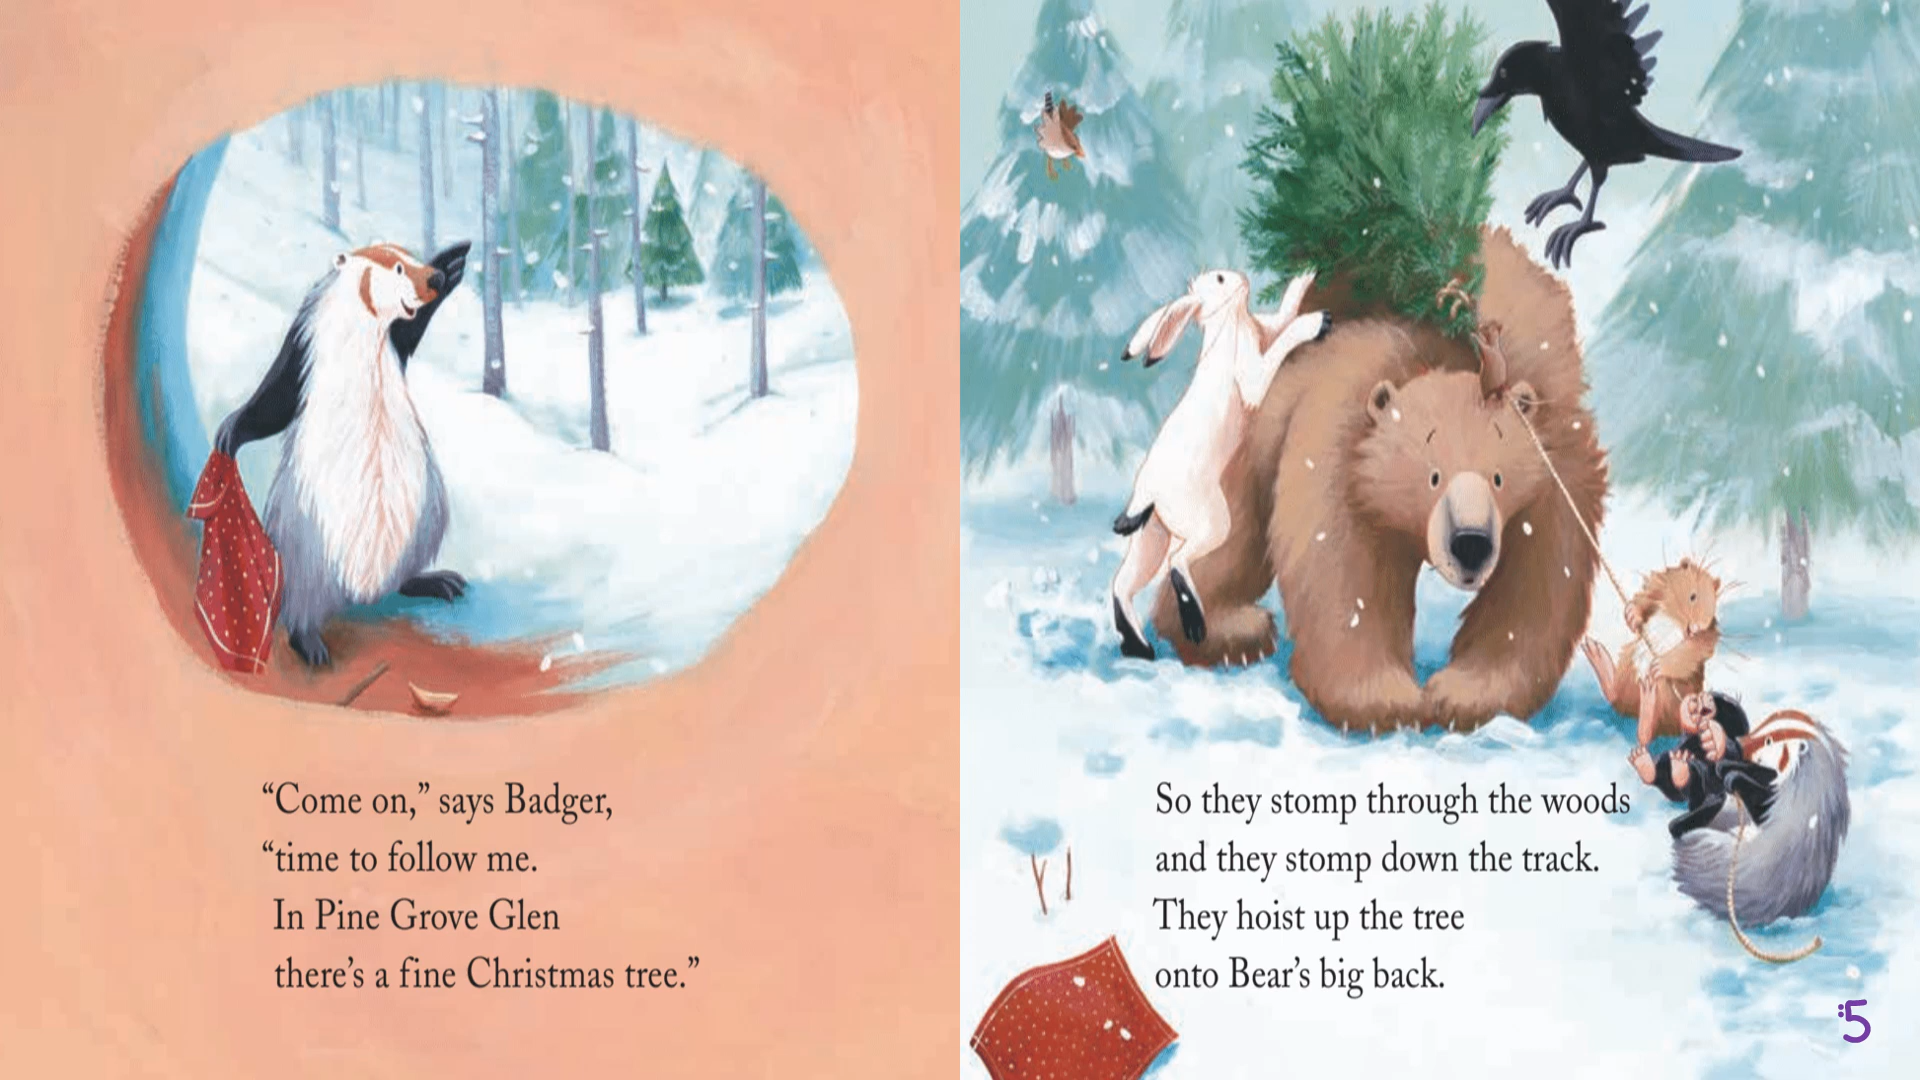 “Come on,” says Badger,
“time to follow me.
In Pine Grove Glen
there’s a fine Christmas tree.”
So they stomp through the woods
and they stomp down the track.
They hoist up the tree
onto Bear’s big back.
:5